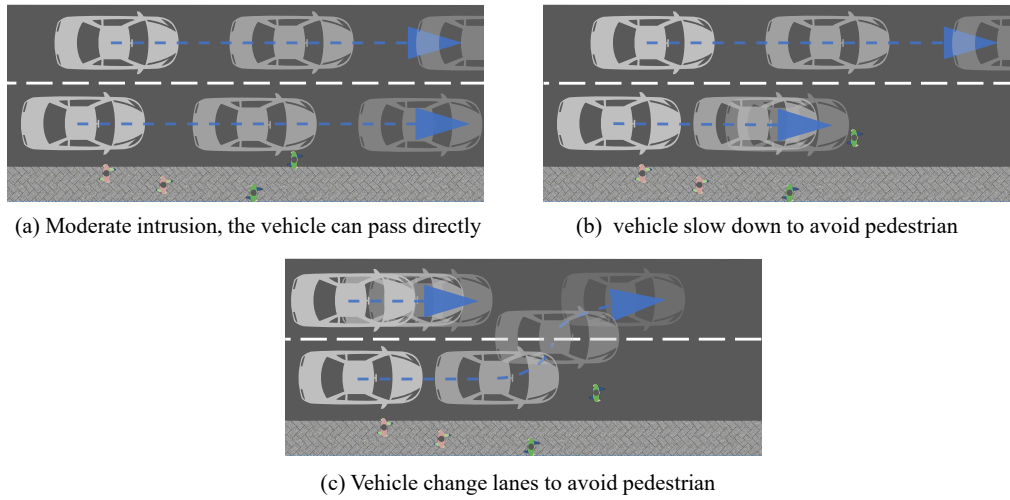 (a) Moderate intrusion, the vehicle can pass directly
(b) vehicle slow down to avoid pedestrian
(c) Vehicle change lanes to avoid pedestrian